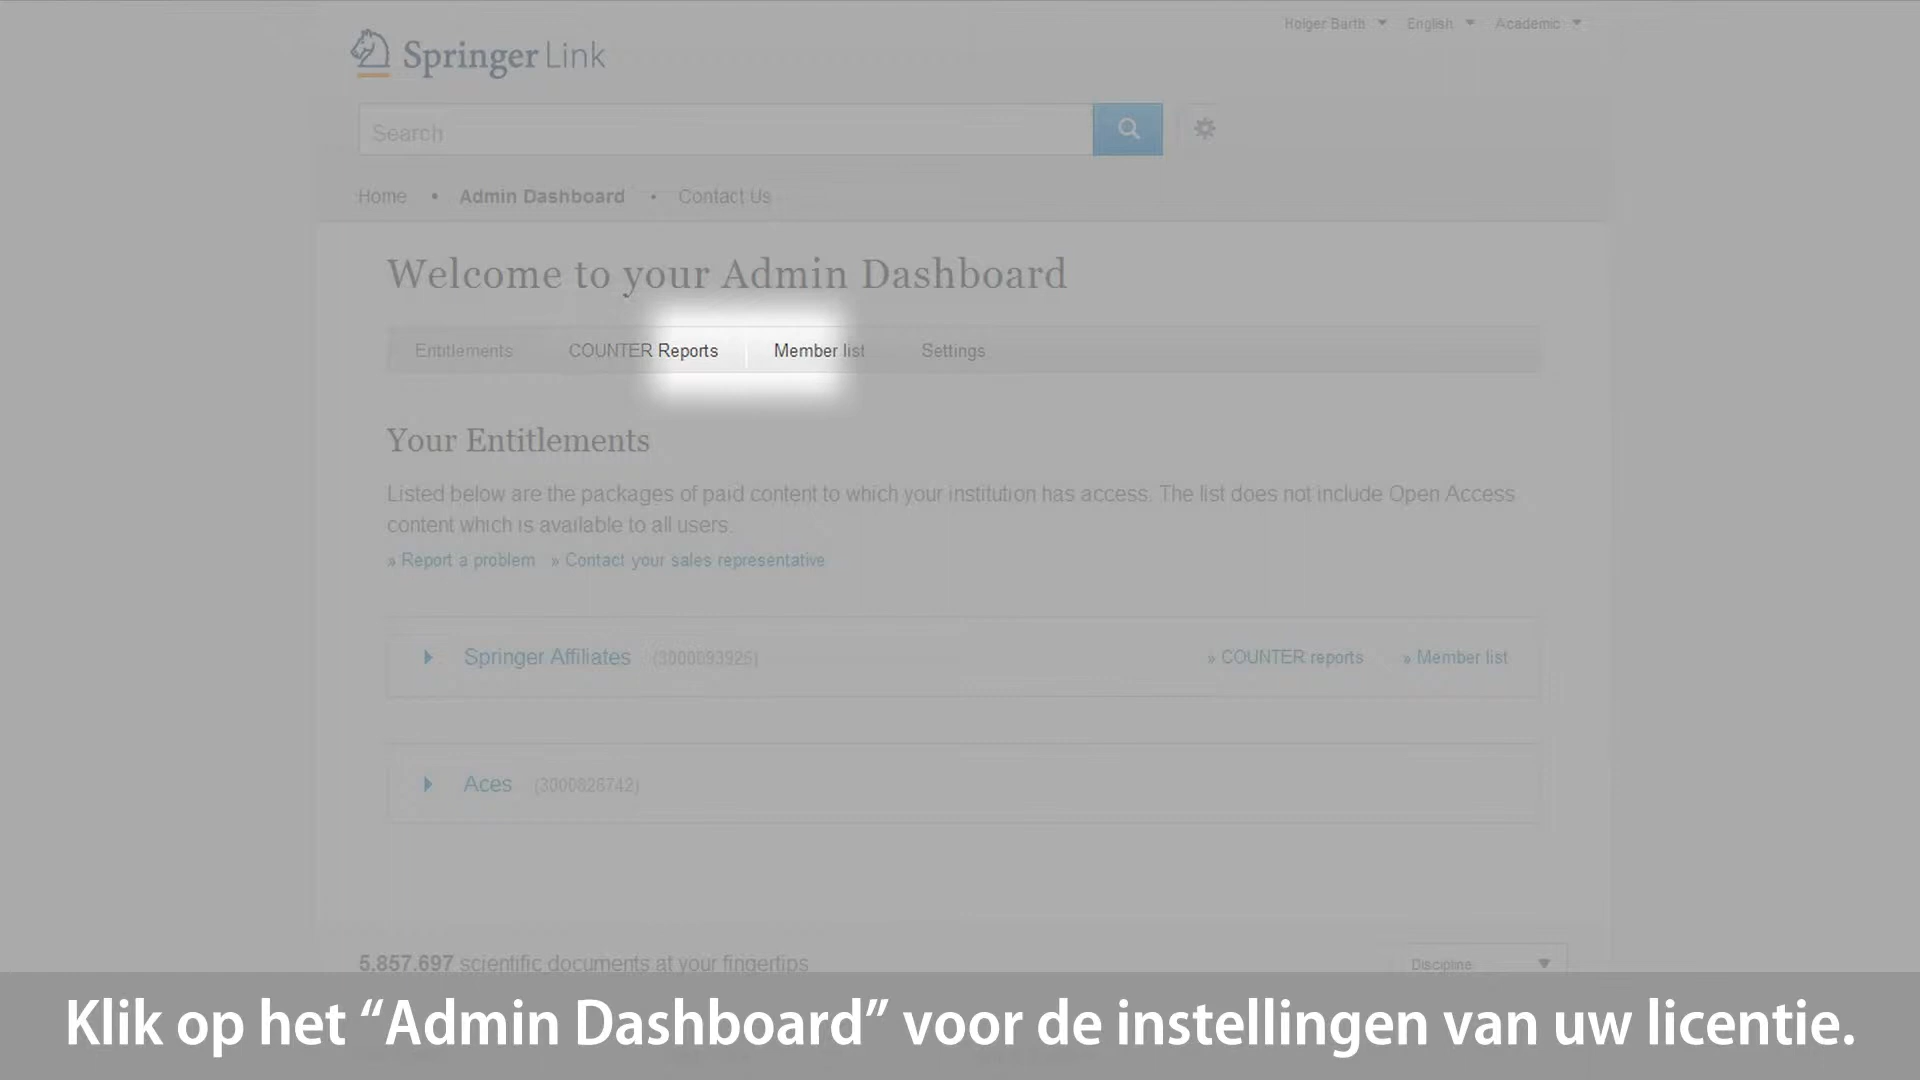 Holger Barth English Academic
Springer Link
Search
Home • Admin Dashboard • Contact Us
Welcome to your Admin Dashboard
Entitlements COUNTER Reports Member list Settings
Your Entitlements
Listed below are the packages of paid content to which your institution has access. The list does not include Open Access
content which is available to all users.
» Report a problem » Contact your sales representative
Springer Affiliates (3000093925) » COUNTER reports » Member list
Aces (3000826742)
5.857.697 scientific documents at your fingertips Discipline
Klik op het “Admin Dashboard” voor de instellingen van uw licentie.